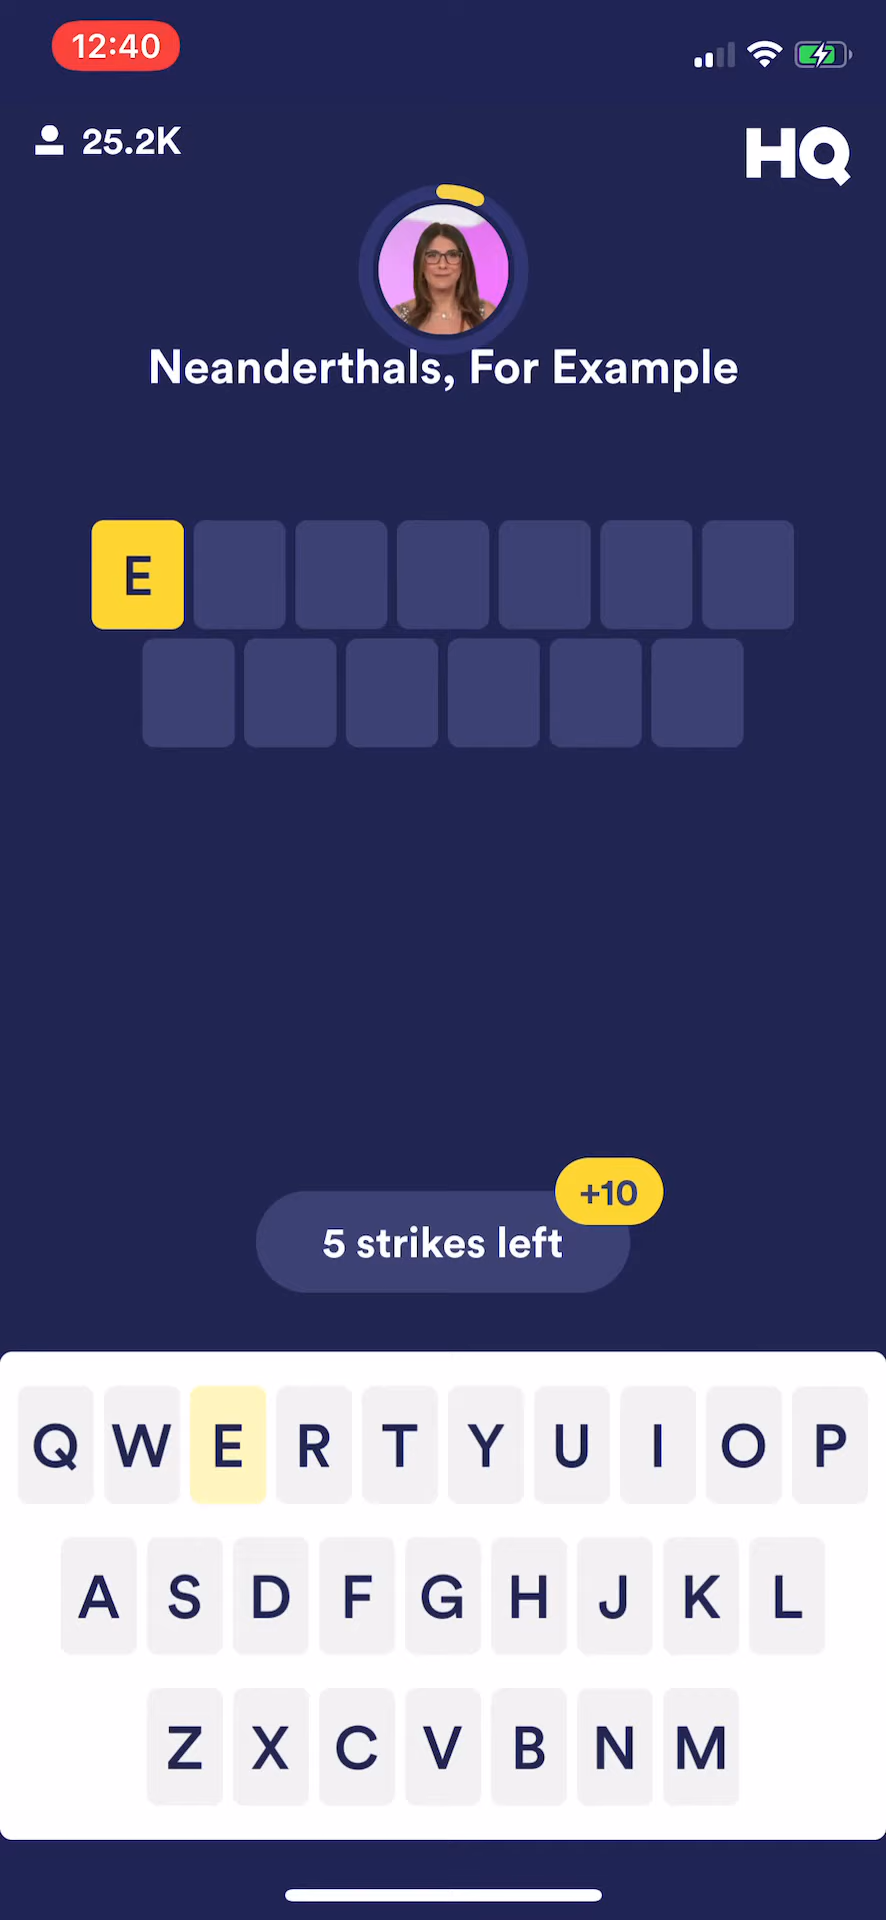 12:40
25.2K
HQ
Neanderthals, For Example
E
+10
5 strikes left
Q W E R T Y U I O P
A S D F G H J K L
Z X C V B N M